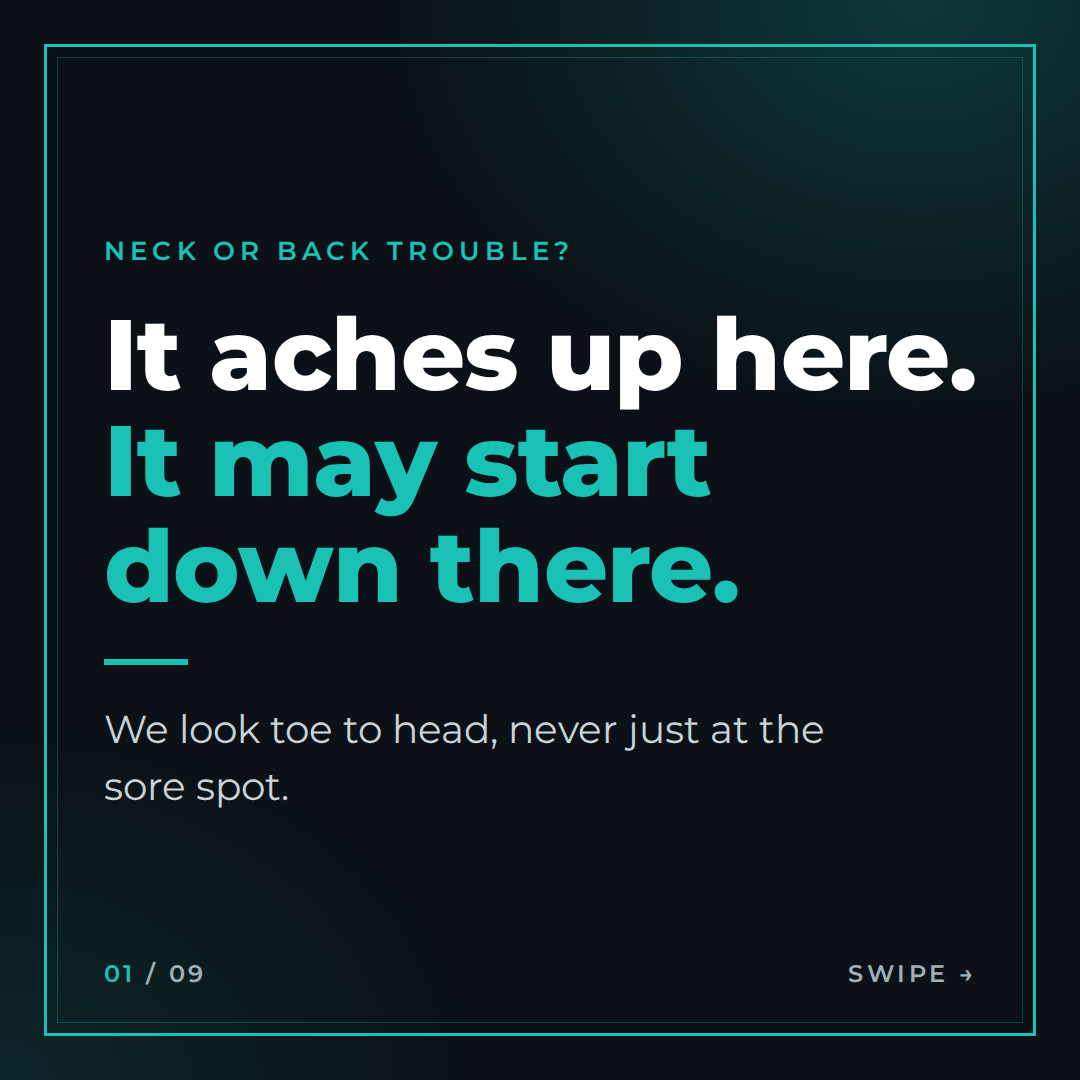 NECK OR BACK TROUBLE?
It aches up here.
It may start
down there.
We look toe to head, never just at the
sore spot.
01 / 09
SWIPE →